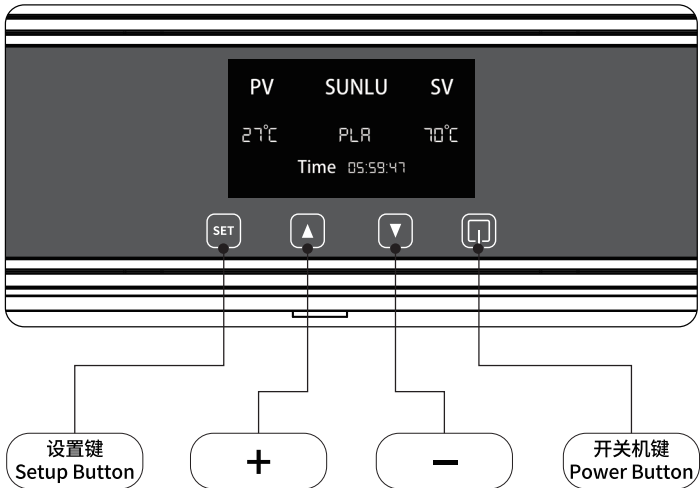 PV SUNLU SV
27°C PLA 70°C
Time 05:59:47
SET
设置键
Setup Button
+
−
开关机键
Power Button